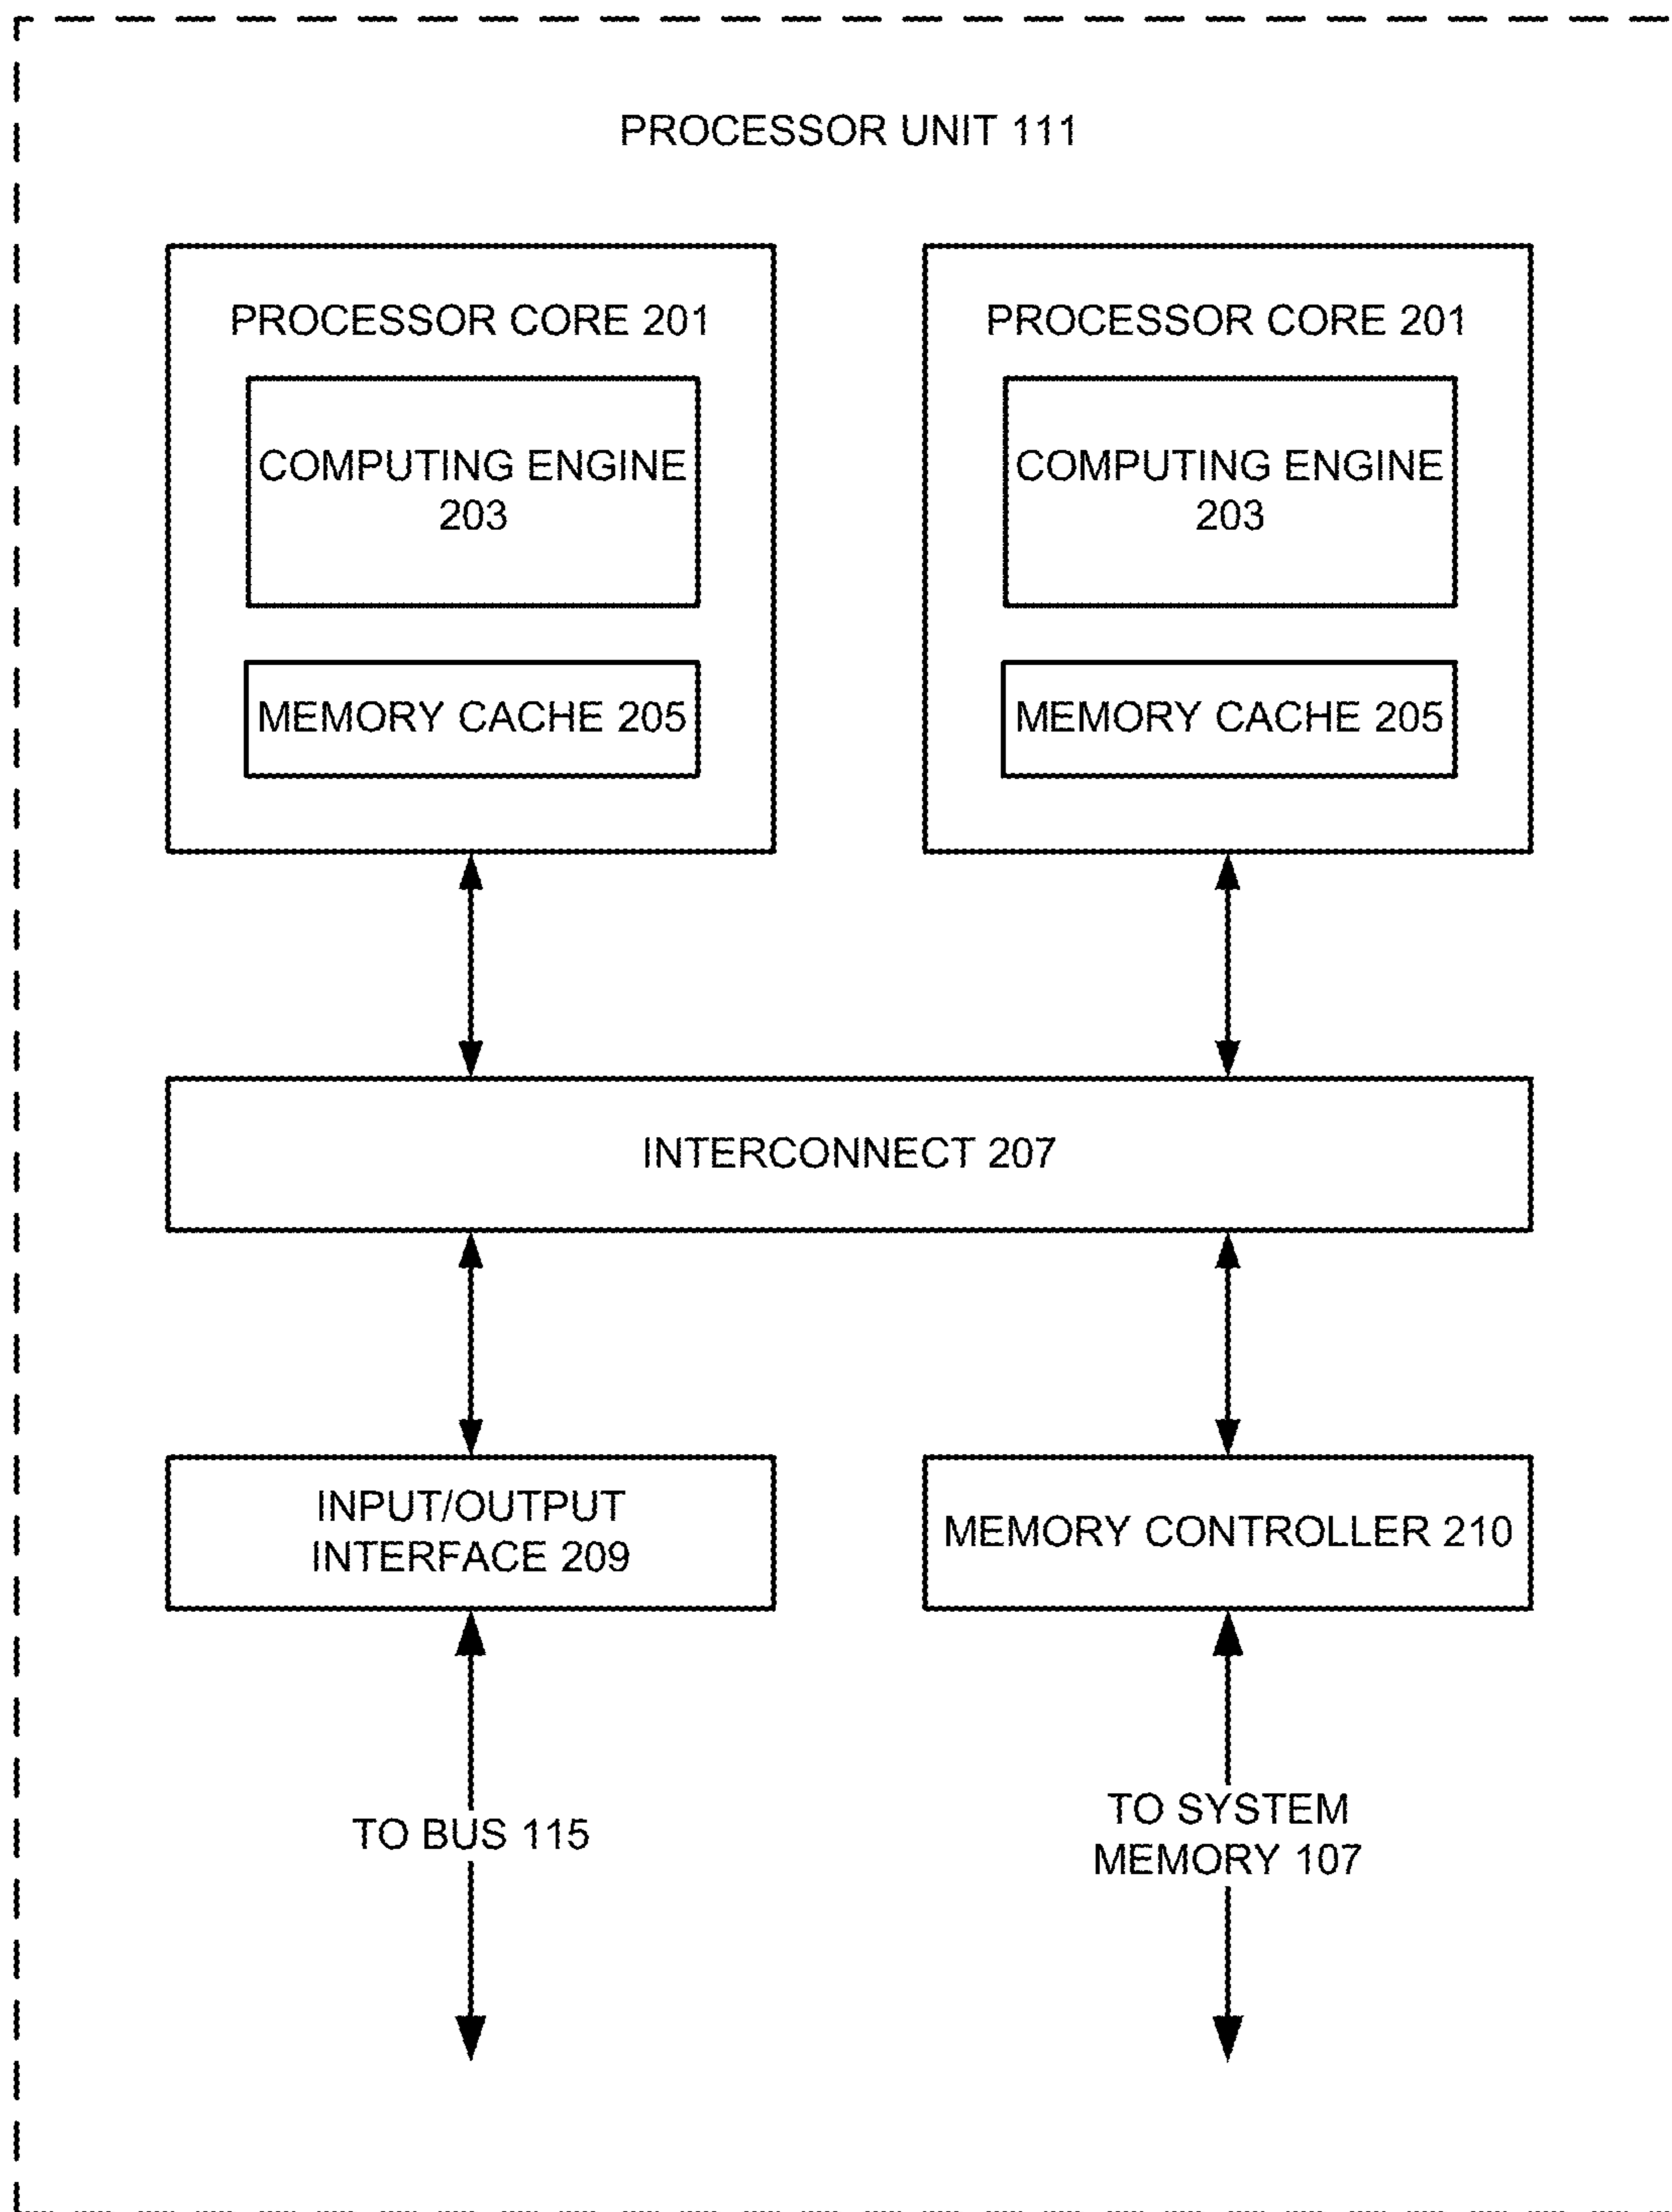 PROCESSOR UNIT 111
PROCESSOR CORE 201
COMPUTING ENGINE
203
MEMORY CACHE 205
PROCESSOR CORE 201
COMPUTING ENGINE
203
MEMORY CACHE 205
INTERCONNECT 207
INPUT/OUTPUT
INTERFACE 209
MEMORY CONTROLLER 210
TO BUS 115
TO SYSTEM
MEMORY 107